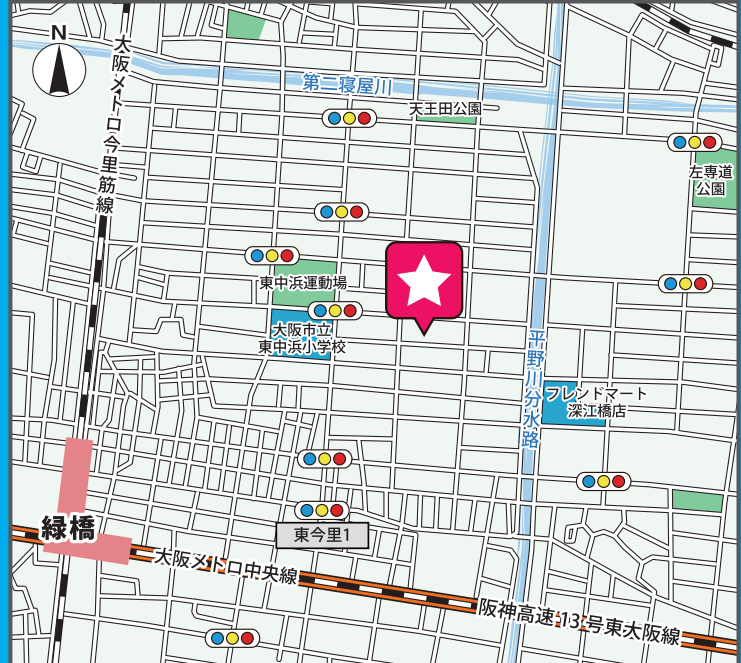 N
大阪メトロ今里筋線
第二寝屋川
天王田公園
左専道
公園
東中浜運動場
大阪市立
東中浜小学校
平野川分水路
フレンドマート
深江橋店
緑橋
東今里1
大阪メトロ中央線
阪神高速13号東大阪線